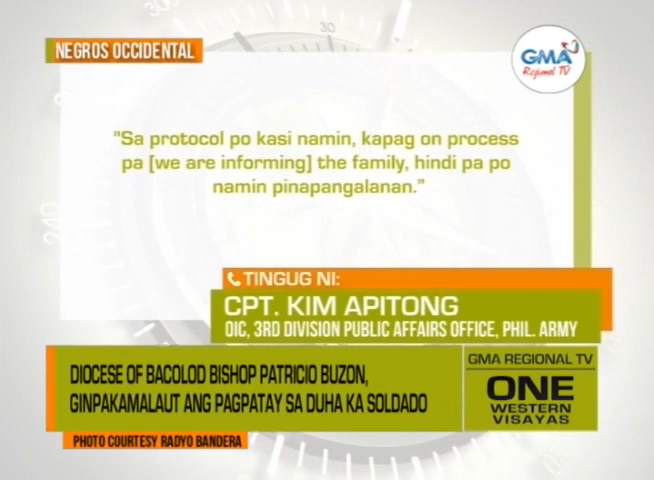 NEGROS OCCIDENTAL
GMA
Regional TV
30
"Sa protocol po kasi namin, kapag on process
pa [we are informing] the family, hindi pa po
namin pinapangalanan."
240
TINGUG NI:
CPT. KIM APITONG
OIC, 3RD DIVISION PUBLIC AFFAIRS OFFICE, PHIL. ARMY
DIOCESE OF BACOLOD BISHOP PATRICIO BUZON,
GINPAKAMALAUT ANG PAGPATAY SA DUHA KA SOLDADO
GMA REGIONAL TV
ONE
WESTERN
VISAYAS
PHOTO COURTESY RADYO BANDERA